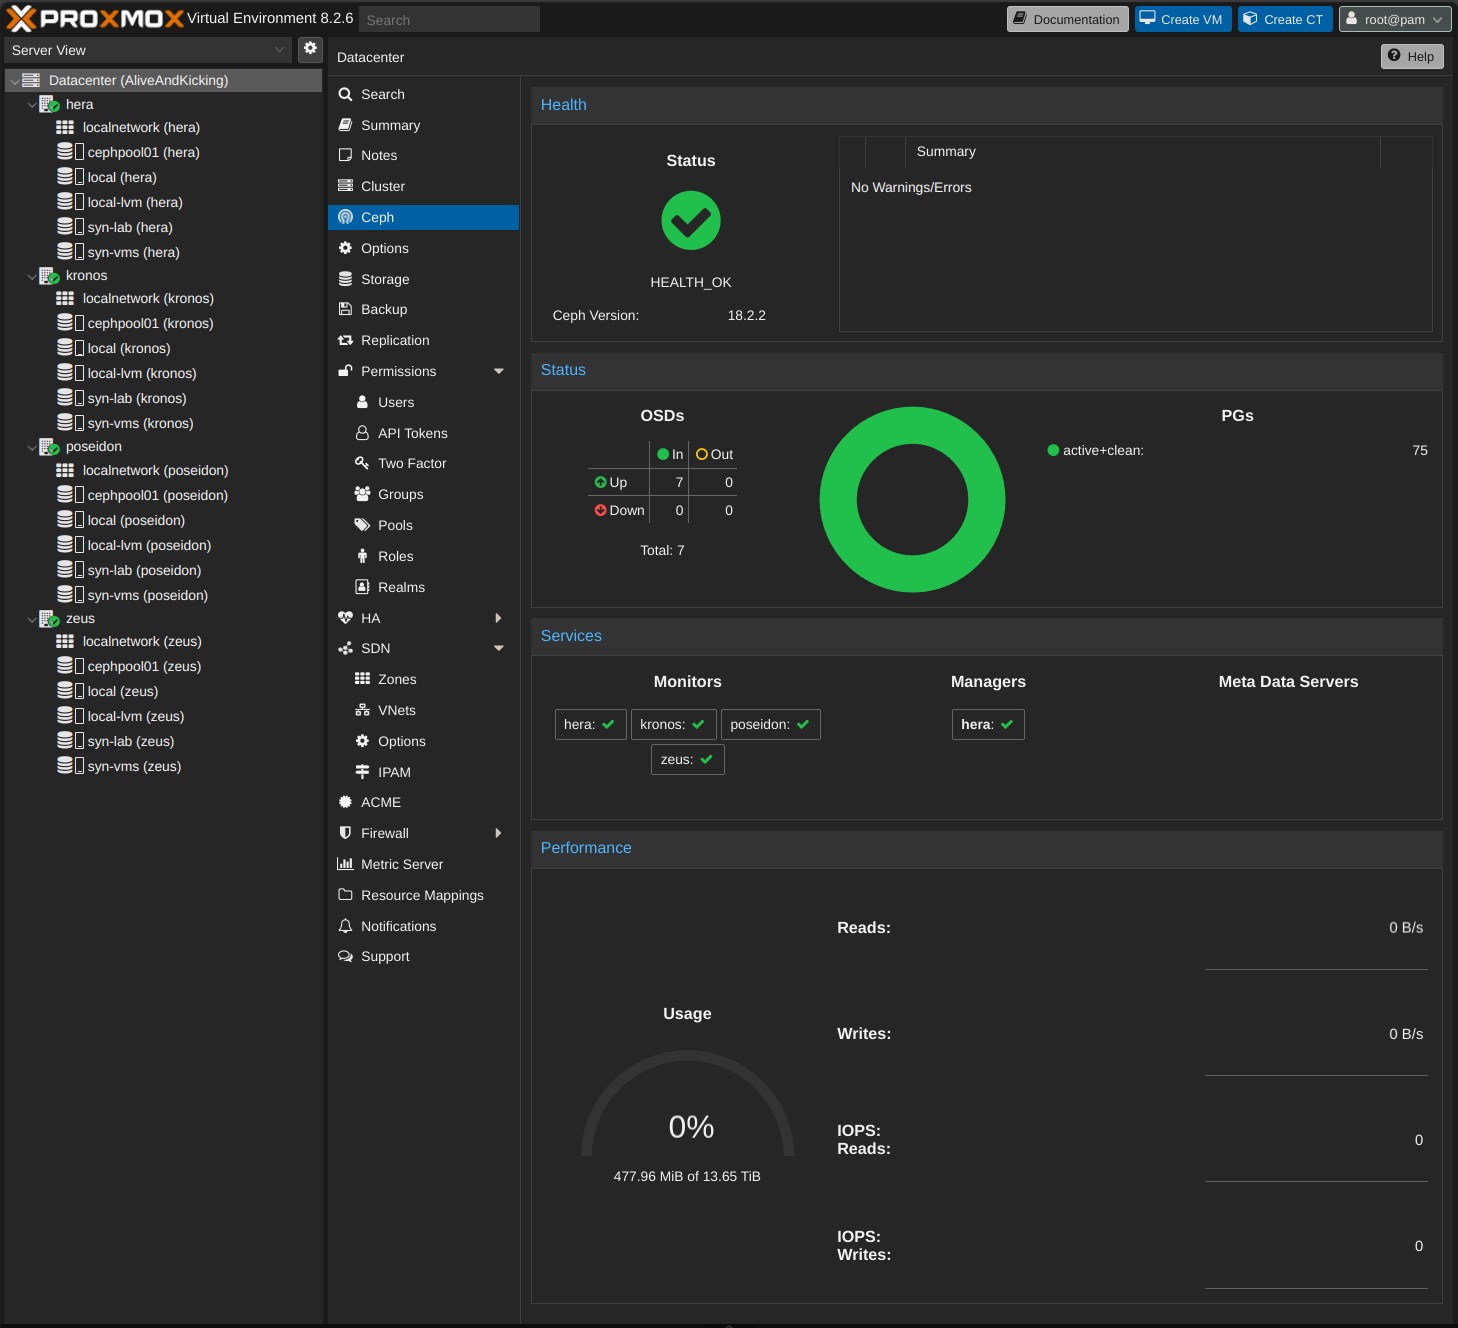 PROXMOX Virtual Environment 8.2.6 Search Documentation Create VM Create CT root@pam
Server View
Datacenter (AliveAndKicking)
hera
localnetwork (hera)
cephpool01 (hera)
local (hera)
local-lvm (hera)
syn-lab (hera)
syn-vms (hera)
kronos
localnetwork (kronos)
cephpool01 (kronos)
local (kronos)
local-lvm (kronos)
syn-lab (kronos)
syn-vms (kronos)
poseidon
localnetwork (poseidon)
cephpool01 (poseidon)
local (poseidon)
local-lvm (poseidon)
syn-lab (poseidon)
syn-vms (poseidon)
zeus
localnetwork (zeus)
cephpool01 (zeus)
local (zeus)
local-lvm (zeus)
syn-lab (zeus)
syn-vms (zeus)
Datacenter Help
Search
Summary
Notes
Cluster
Ceph
Options
Storage
Backup
Replication
Permissions
Users
API Tokens
Two Factor
Groups
Pools
Roles
Realms
HA
SDN
Zones
VNets
Options
IPAM
ACME
Firewall
Metric Server
Resource Mappings
Notifications
Support
Health
Status
HEALTH_OK
Ceph Version: 18.2.2
Summary
No Warnings/Errors
Status
OSDs
In Out
Up 7 0
Down 0 0
Total: 7
PGs
active+clean: 75
Services
Monitors
hera: kronos: poseidon:
zeus:
Managers
hera:
Meta Data Servers
Performance
Usage
0%
477.96 MiB of 13.65 TiB
Reads: 0 B/s
Writes: 0 B/s
IOPS:
Reads: 0
IOPS:
Writes: 0